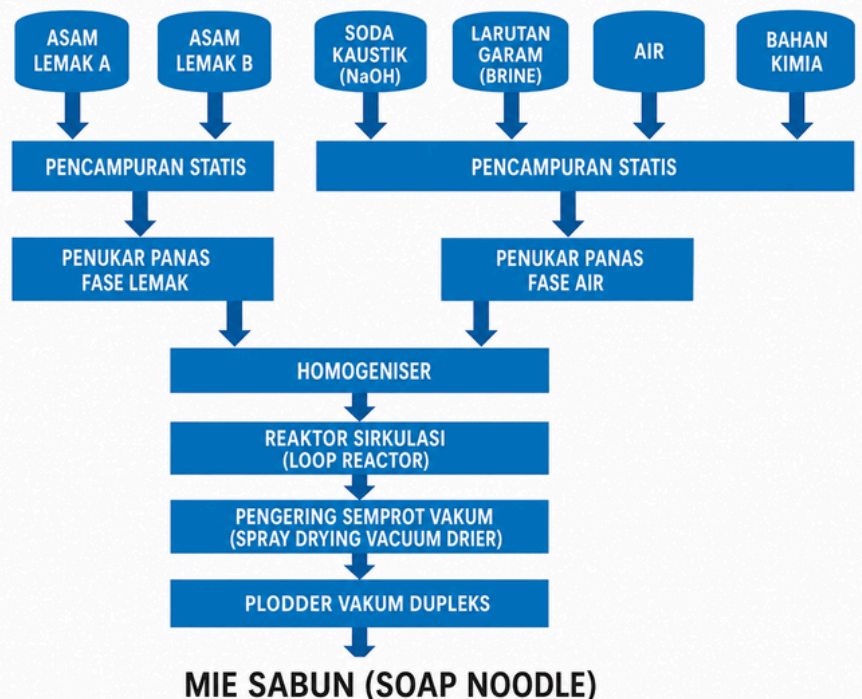 ASAM
LEMAK A
ASAM
LEMAK B
SODA
KAUSTIK
(NaOH)
LARUTAN
GARAM
(BRINE)
AIR
BAHAN
KIMIA
PENCAMPURAN STATIS
PENCAMPURAN STATIS
PENUKAR PANAS
FASE LEMAK
PENUKAR PANAS
FASE AIR
HOMOGENISER
REAKTOR SIRKULASI
(LOOP REACTOR)
PENGERING SEMPROT VAKUM
(SPRAY DRYING VACUUM DRIER)
PLODDER VAKUM DUPLEKS
MIE SABUN (SOAP NOODLE)